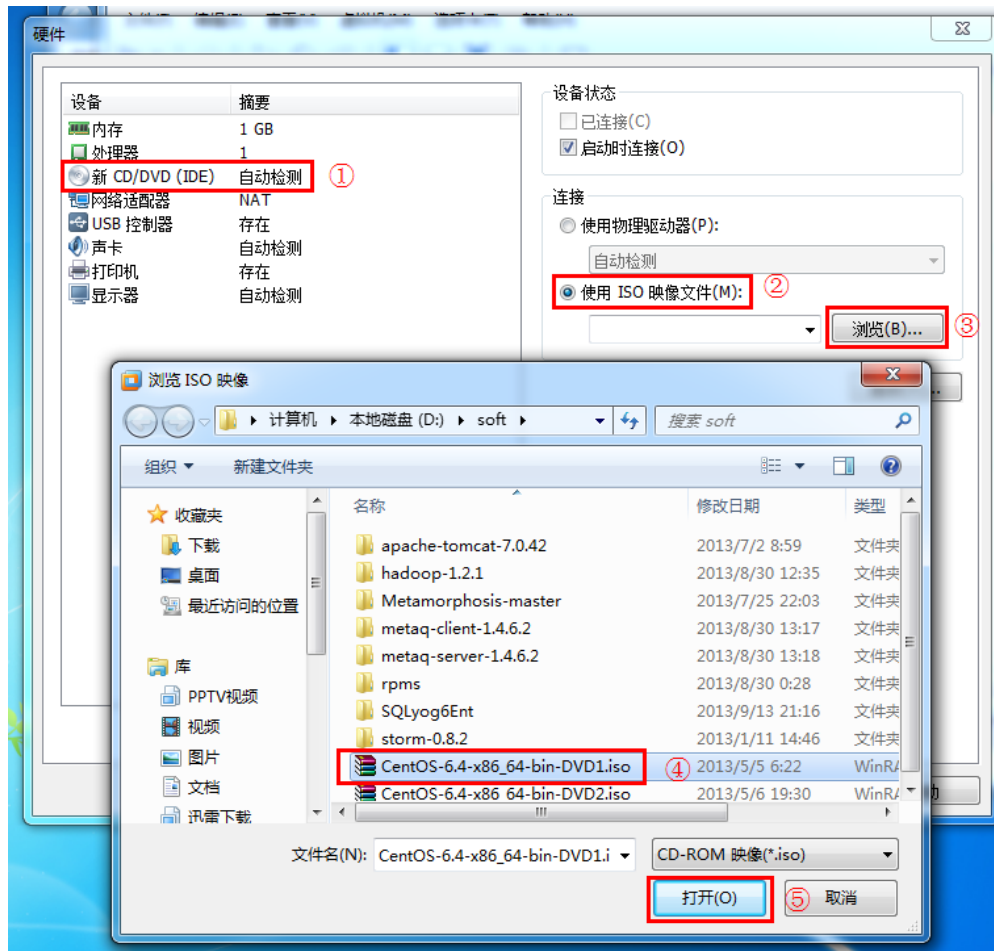 硬件
设备 摘要
内存 1 GB
处理器 1
新 CD/DVD (IDE) 自动检测 ①
网络适配器 NAT
USB 控制器 存在
声卡 自动检测
打印机 存在
显示器 自动检测
设备状态
已连接(C)
启动时连接(O)
连接
使用物理驱动器(P):
自动检测
使用 ISO 映像文件(M): ②
浏览(B)... ③
浏览 ISO 映像
计算机 本地磁盘 (D:) soft
搜索 soft
组织 新建文件夹
收藏夹
下载
桌面
最近访问的位置
库
PPTV视频
视频
图片
文档
迅雷下载
名称 修改日期 类型
apache-tomcat-7.0.42 2013/7/2 8:59 文件夹
hadoop-1.2.1 2013/8/30 12:35 文件夹
Metamorphosis-master 2013/7/25 22:03 文件夹
metaq-client-1.4.6.2 2013/8/30 13:17 文件夹
metaq-server-1.4.6.2 2013/8/30 13:18 文件夹
rpms 2013/8/30 0:28 文件夹
SQLyog6Ent 2013/9/13 21:16 文件夹
storm-0.8.2 2013/1/11 14:46 文件夹
CentOS-6.4-x86_64-bin-DVD1.iso ④ 2013/5/5 6:22 WinRA
CentOS-6.4-x86_64-bin-DVD2.iso 2013/5/6 19:30 WinRA
文件名(N): CentOS-6.4-x86_64-bin-DVD1.i CD-ROM 映像(*.iso)
打开(O) ⑤ 取消